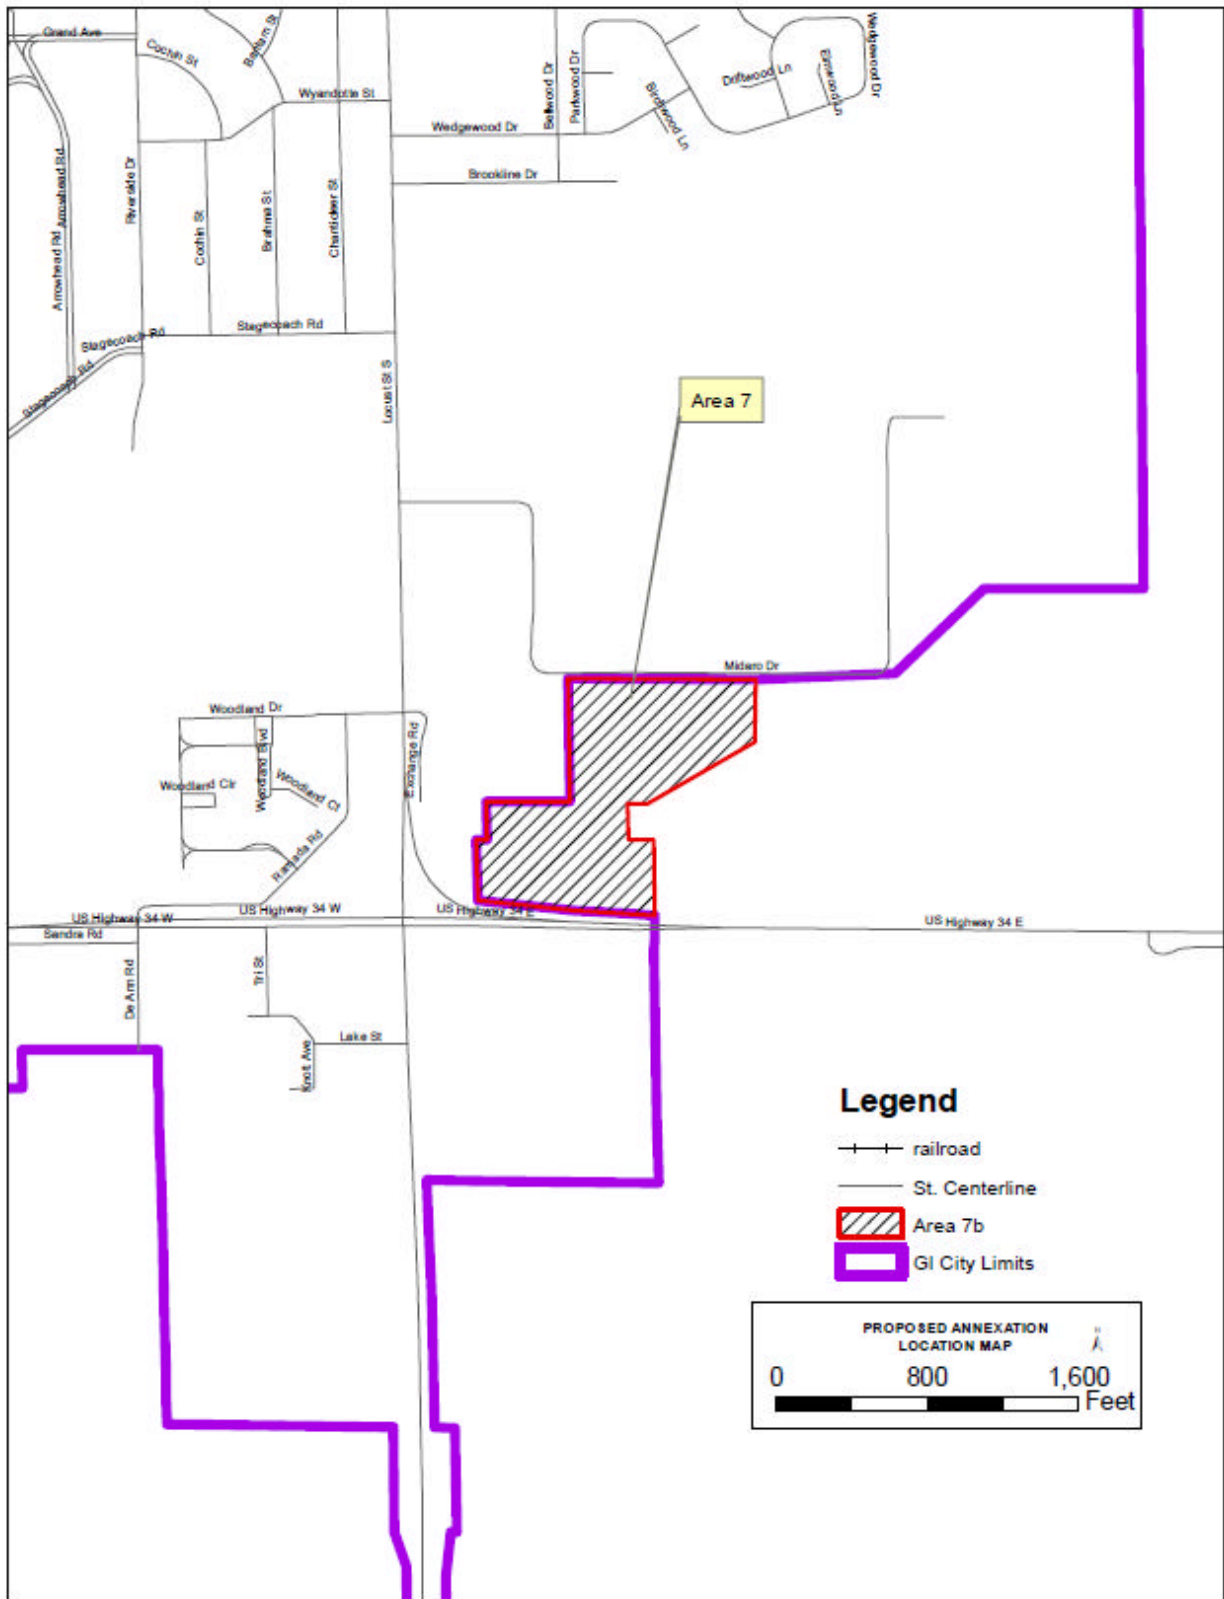 Grand Ave
Cochin St
Bantam St
Wyandotte St
Wedgewood Dr
Bellwood Dr
Parkwood Dr
Birchwood Ln
Driftwood Ln
Elmwood Ln
Wedgewood Dr
Brookline Dr
Arrowhead Rd
Arrowhead Rd
Riverside Dr
Cochin St
Brahma St
Chanticleer St
Stagecoach Rd
Stagecoach Rd
Stagecoach Rd
Locust St S
Area 7
Midaro Dr
Woodland Dr
Woodland Blvd
Woodland Cir
Woodland Ct
Exchange Rd
Ramada Rd
US Highway 34 W
US Highway 34 W
US Highway 34 E
US Highway 34 E
Sandra Rd
De Ann Rd
Tri St
Lake St
Knott Ave
Legend
railroad
St. Centerline
Area 7b
GI City Limits
PROPOSED ANNEXATION
LOCATION MAP
N
0 800 1,600
Feet